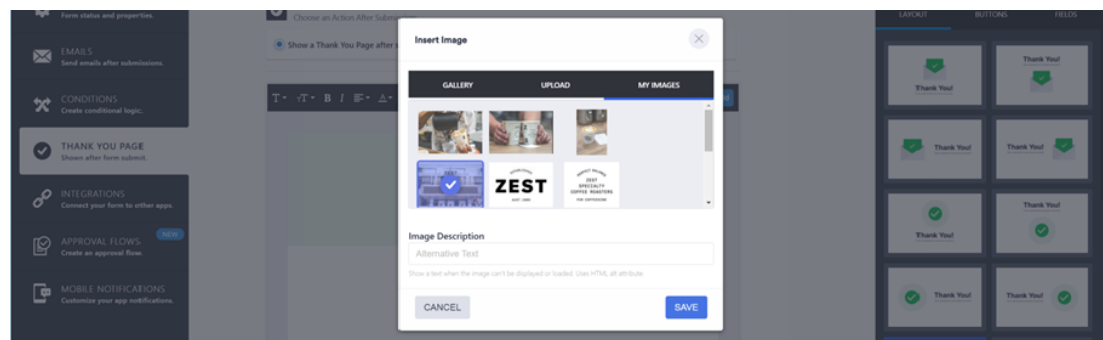 Form status and properties.
EMAILS
Send emails after submissions.
CONDITIONS
Create conditional logic.
THANK YOU PAGE
Shown after form submit.
INTEGRATIONS
Connect your form to other apps.
APPROVAL FLOWS
NEW
Create an approval flow.
MOBILE NOTIFICATIONS
Customize your app notifications.
Choose an Action After
Show a Thank You Page after s
T
B I
A
Insert Image
GALLERY
UPLOAD
MY IMAGES
ZEST
ZEST
SPECIALTY
COFFEE ROASTERS
Image Description
Alternative Text
Show a text when the image can't be displayed or loaded. Uses HTML alt attribute.
CANCEL
SAVE
LAYOUT
BUTTONS
FIELDS
Thank You!
Thank You!
Thank You!
Thank You!
Thank You!
Thank You!
Thank You!
Thank You!